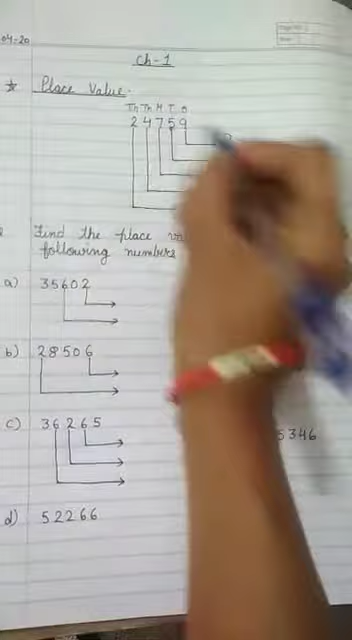 04-20
Ch-1
☆ Place Value.
Th Th H T O
2 4 7 5 9
Find the place
following numbers
a) 35602
b) 28506
c) 36265
5346
d) 52266